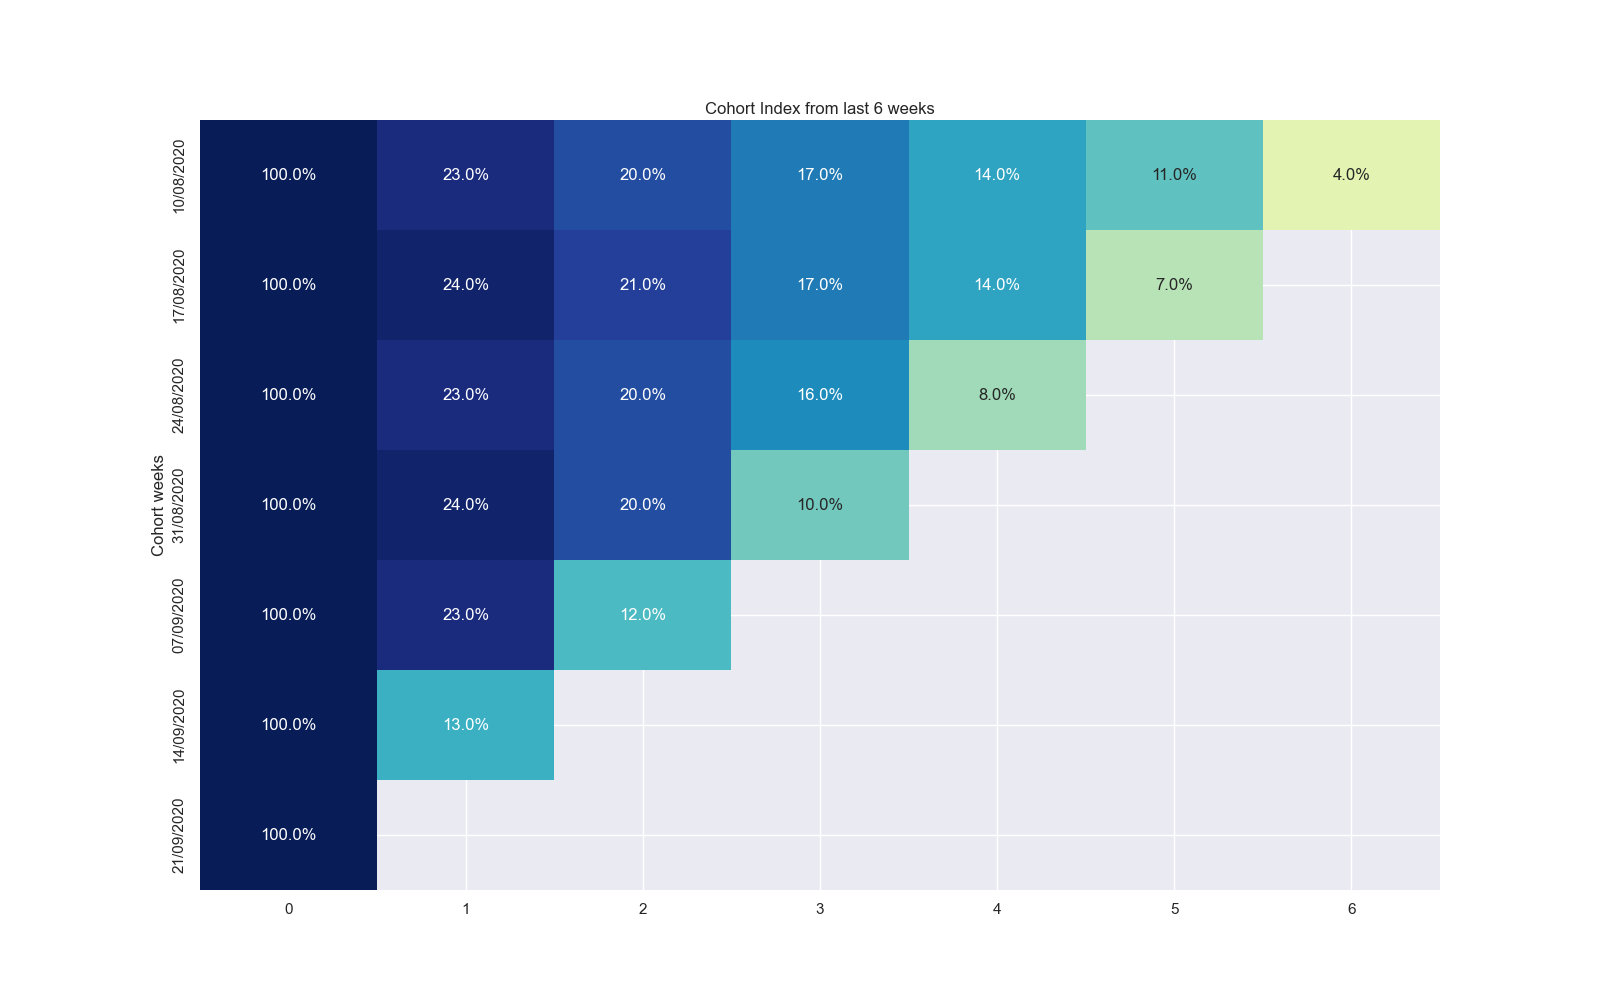 Cohort Index from last 6 weeks
Cohort weeks
10/08/2020 100.0% 23.0% 20.0% 17.0% 14.0% 11.0% 4.0%
17/08/2020 100.0% 24.0% 21.0% 17.0% 14.0% 7.0%
24/08/2020 100.0% 23.0% 20.0% 16.0% 8.0%
31/08/2020 100.0% 24.0% 20.0% 10.0%
07/09/2020 100.0% 23.0% 12.0%
14/09/2020 100.0% 13.0%
21/09/2020 100.0%
0 1 2 3 4 5 6